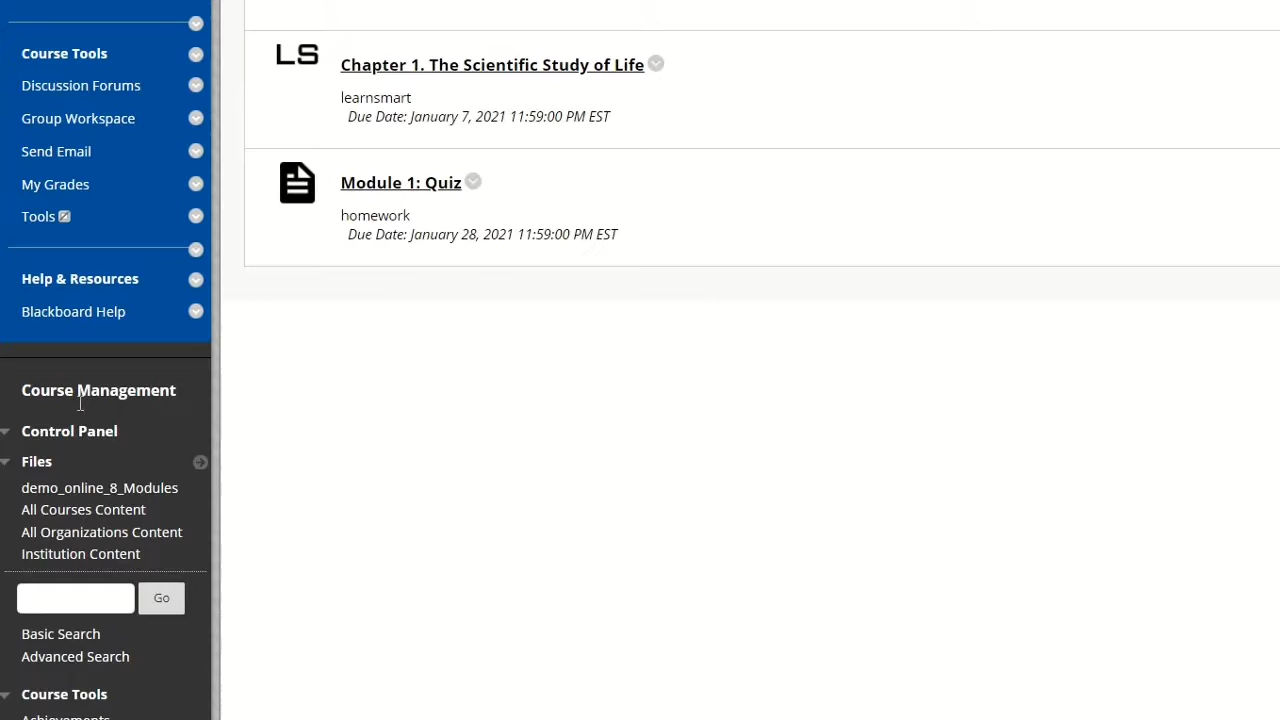 Course Tools
Discussion Forums
Group Workspace
Send Email
My Grades
Tools
Help & Resources
Blackboard Help
Course Management
Control Panel
Files
demo_online_8_Modules
All Courses Content
All Organizations Content
Institution Content
Go
Basic Search
Advanced Search
Course Tools
Achievements
LS
Chapter 1. The Scientific Study of Life
learnsmart
Due Date: January 7, 2021 11:59:00 PM EST
Module 1: Quiz
homework
Due Date: January 28, 2021 11:59:00 PM EST